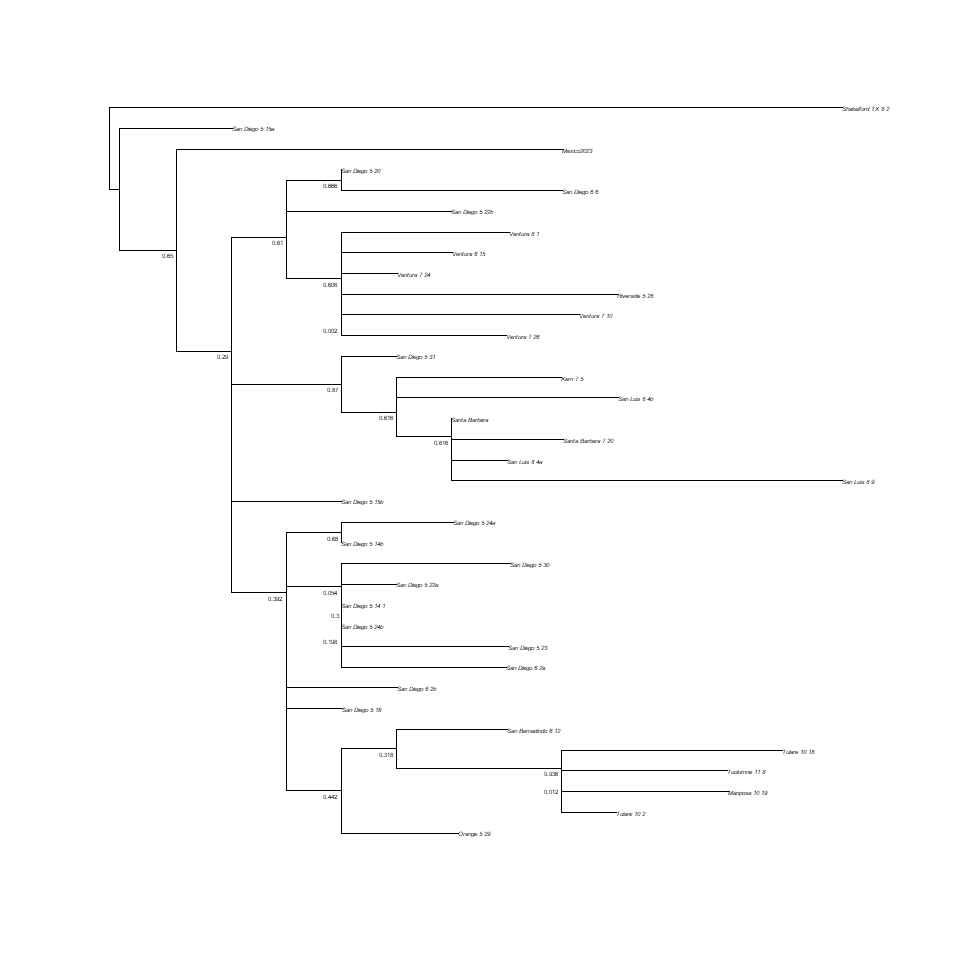 Shakelford TX 8 2
San Diego 5 15a
Mexico2023
San Diego 5 20
0.666
San Diego 6 6
San Diego 5 22b
Ventura 8 1
0.61
Ventura 6 15
Ventura 7 24
0.65
0.608
Riverside 5 28
Ventura 7 10
0.002
Ventura 7 26
0.29
San Diego 5 31
Kern 7 5
0.87
San Luis 8 4b
0.616
Santa Barbara
0.616
Santa Barbara 7 20
San Luis 8 4a
San Luis 8 9
San Diego 5 15b
San Diego 5 24a
0.68
San Diego 5 14b
San Diego 5 30
San Diego 5 22a
0.054
0.392
San Diego 5 14 1
0.3
San Diego 5 24b
0.198
San Diego 5 23
San Diego 6 2a
San Diego 6 2b
San Diego 5 16
San Bernadindo 6 12
0.318
Tulare 10 16
Tuolumne 11 8
0.936
0.012
Mariposa 10 19
0.442
Tulare 10 2
Orange 5 29